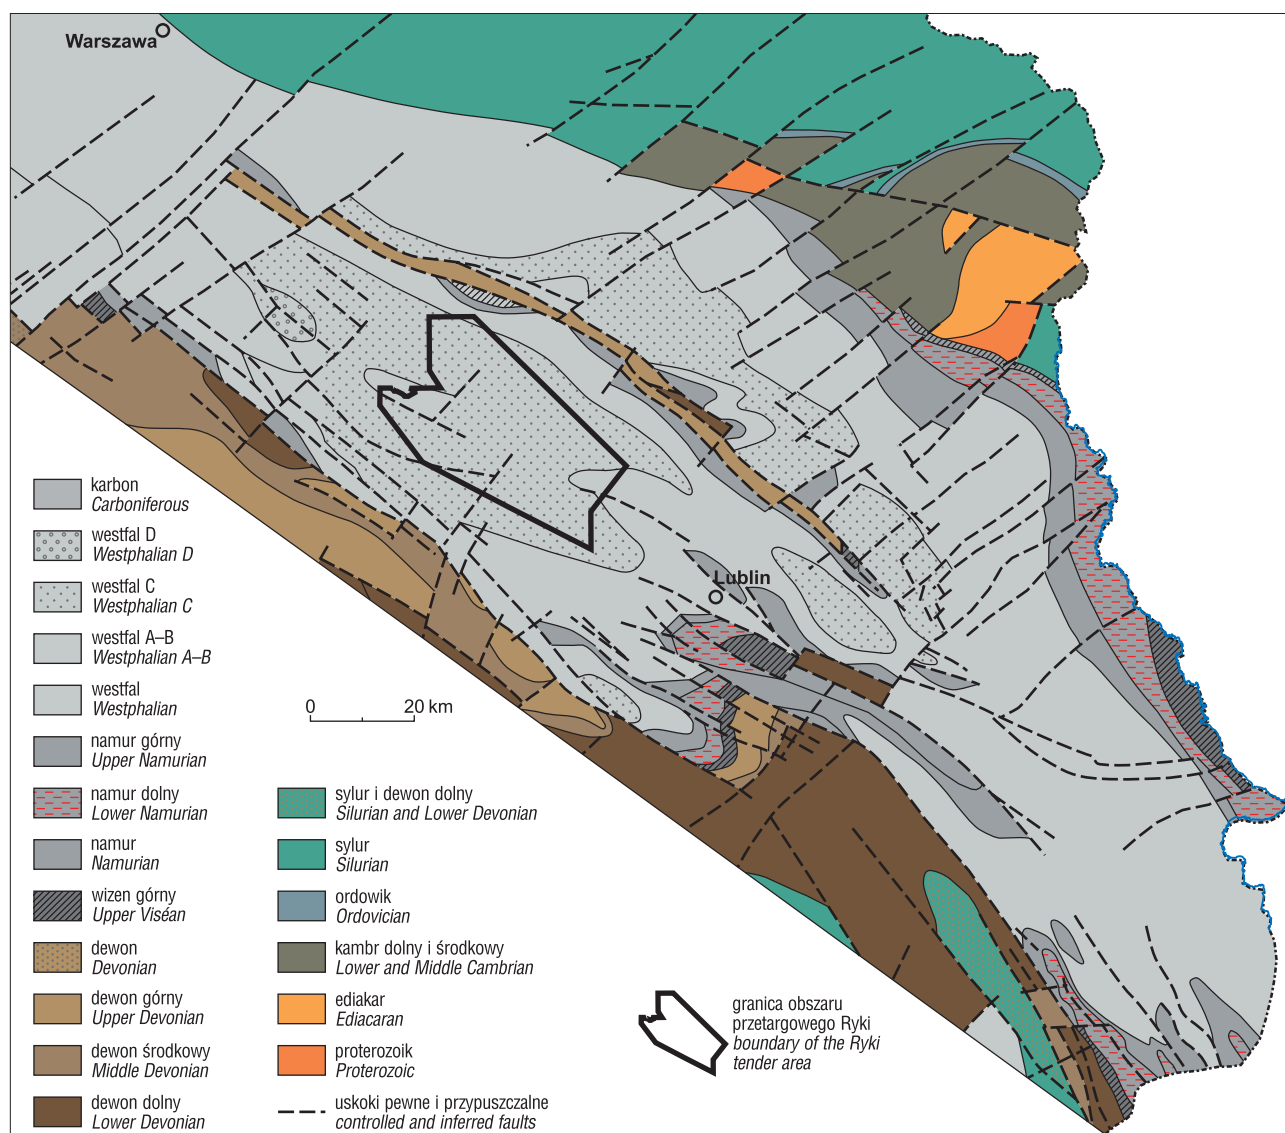 Warszawa
Lublin
karbon
Carboniferous
westfal D
Westphalian D
westfal C
Westphalian C
westfal A–B
Westphalian A–B
westfal
Westphalian
namur górny
Upper Namurian
namur dolny
Lower Namurian
namur
Namurian
wizen górny
Upper Viséan
dewon
Devonian
dewon górny
Upper Devonian
dewon środkowy
Middle Devonian
dewon dolny
Lower Devonian
0
20 km
sylur i dewon dolny
Silurian and Lower Devonian
sylur
Silurian
ordowik
Ordovician
kambr dolny i środkowy
Lower and Middle Cambrian
ediakar
Ediacaran
proterozoik
Proterozoic
uskoki pewne i przypuszczalne
controlled and inferred faults
granica obszaru
przetargowego Ryki
boundary of the Ryki
tender area